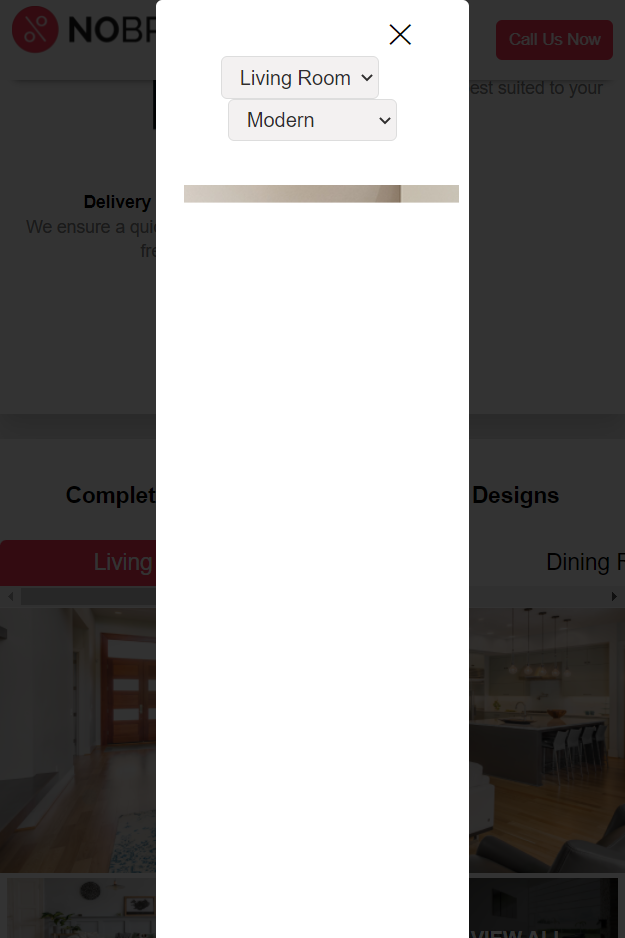 NOBR
Call Us Now
Living Room
Modern
est suited to your
Delivery
We ensure a quic
fre
Complet
Designs
Living
Dining R
VIEW ALL